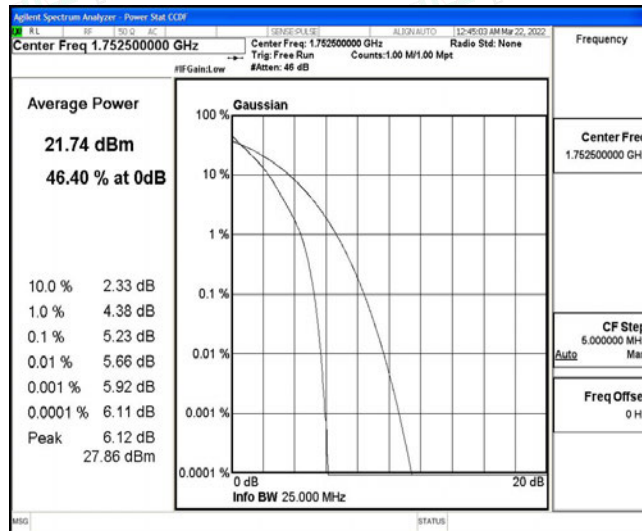 Agilent Spectrum Analyzer - Power Stat CCDF
RL RF 50 Ω AC SENSE:PULSE ALIGN AUTO 12:45:03 AM Mar 22, 2022
Center Freq 1.752500000 GHz
Center Freq: 1.752500000 GHz Radio Std: None
Trig: Free Run Counts:1.00 M/1.00 Mpt
#IFGain:Low #Atten: 46 dB
Frequency
Average Power
21.74 dBm
46.40 % at 0dB
10.0 % 2.33 dB
1.0 % 4.38 dB
0.1 % 5.23 dB
0.01 % 5.66 dB
0.001 % 5.92 dB
0.0001 % 6.11 dB
Peak 6.12 dB
27.86 dBm
Gaussian
100 %
10 %
1 %
0.1 %
0.01 %
0.001 %
0.0001 %
0 dB 20 dB
Info BW 25.000 MHz
Center Fre
1.752500000 GH
CF Step
5.000000 MH
Auto Ma
Freq Offse
0 H
MSG STATUS